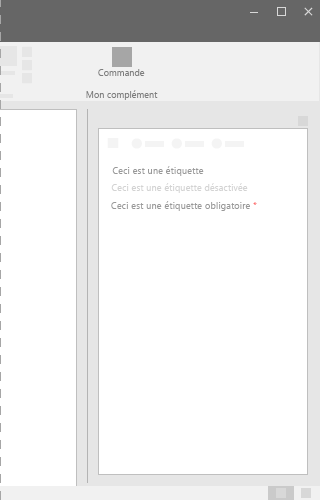 Commande
Mon complément
Ceci est une étiquette
Ceci est une étiquette désactivée
Ceci est une étiquette obligatoire *